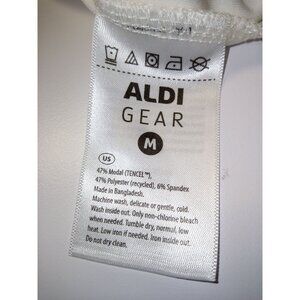 ALDI
GEAR
M
US
47% Modal (TENCEL™),
47% Polyester (recycled), 6% Spandex
Made in Bangladesh.
Machine wash, delicate or gentle, cold.
Wash inside out. Only non-chlorine bleach
when needed. Tumble dry, normal, low
heat. Low iron if needed. Iron inside out.
Do not dry clean.